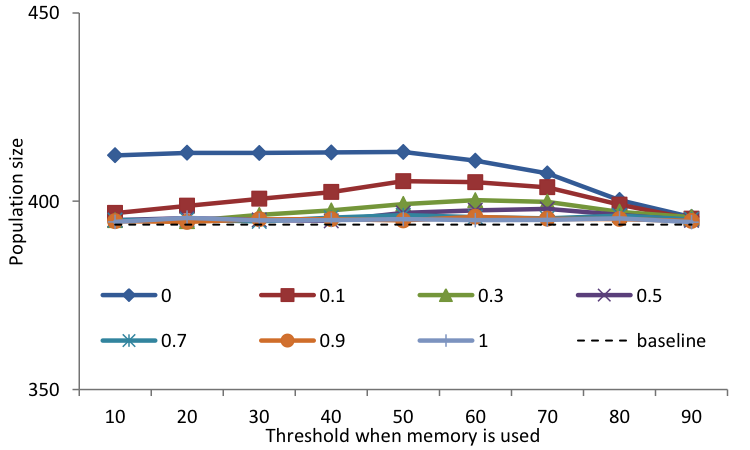 450
400
350
Population size
0 0.1 0.3 0.5
0.7 0.9 1 baseline
10 20 30 40 50 60 70 80 90
Threshold when memory is used